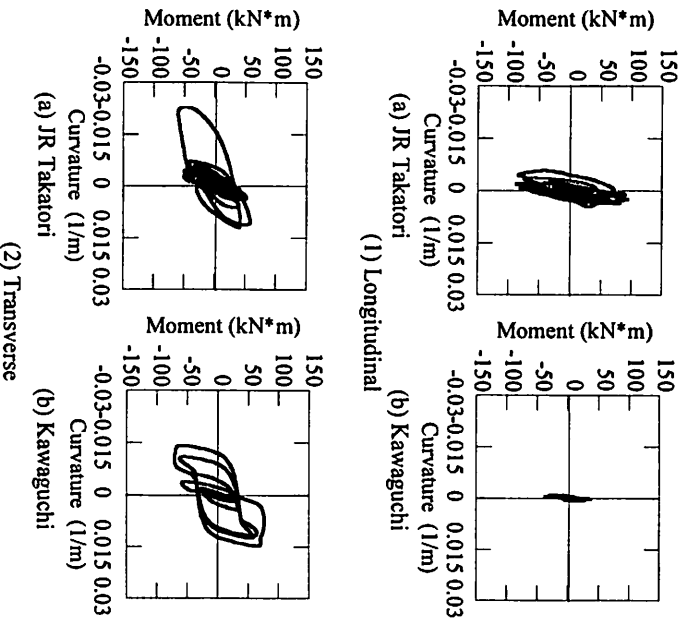 Moment (kN*m)
150
100
50
0
-50
-100
-150
-0.03-0.015 0 0.015 0.03
Curvature (1/m)
(a) JR Takatori
Moment (kN*m)
150
100
50
0
-50
-100
-150
-0.03-0.015 0 0.015 0.03
Curvature (1/m)
(b) Kawaguchi
(1) Longitudinal
Moment (kN*m)
150
100
50
0
-50
-100
-150
-0.03-0.015 0 0.015 0.03
Curvature (1/m)
(a) JR Takatori
Moment (kN*m)
150
100
50
0
-50
-100
-150
-0.03-0.015 0 0.015 0.03
Curvature (1/m)
(b) Kawaguchi
(2) Transverse